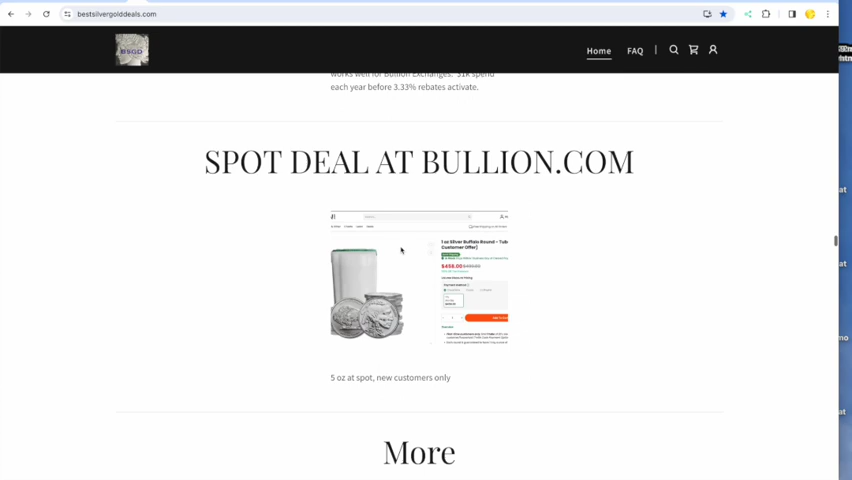 bestsilvergolddeals.com
BSGD
Home FAQ
works well for Bullion Exchanges. $1k spend
each year before 3.33% rebates activate.
SPOT DEAL AT BULLION.COM
1 oz Silver Buffalo Round - Tube
Customer Offer]
$458.00
5 oz at spot, new customers only
More